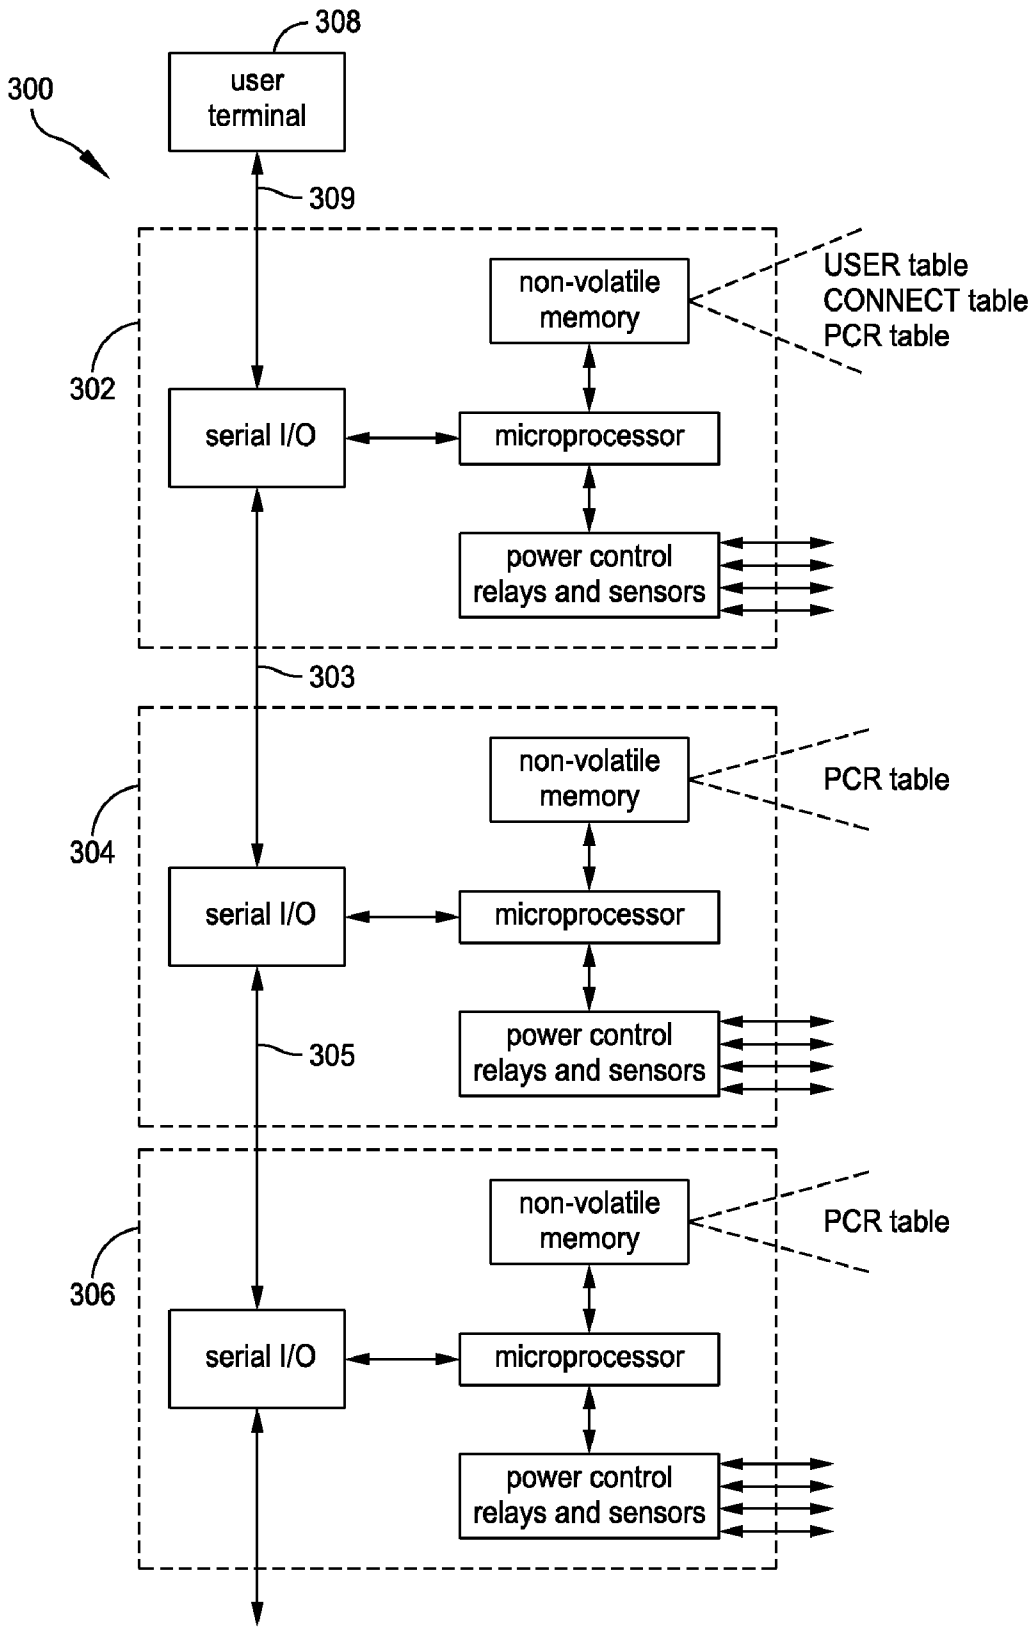 308
user
terminal
300
309
non-volatile
memory
USER table
CONNECT table
PCR table
302
serial I/O
microprocessor
power control
relays and sensors
303
non-volatile
memory
PCR table
304
serial I/O
microprocessor
power control
relays and sensors
305
non-volatile
memory
PCR table
306
serial I/O
microprocessor
power control
relays and sensors